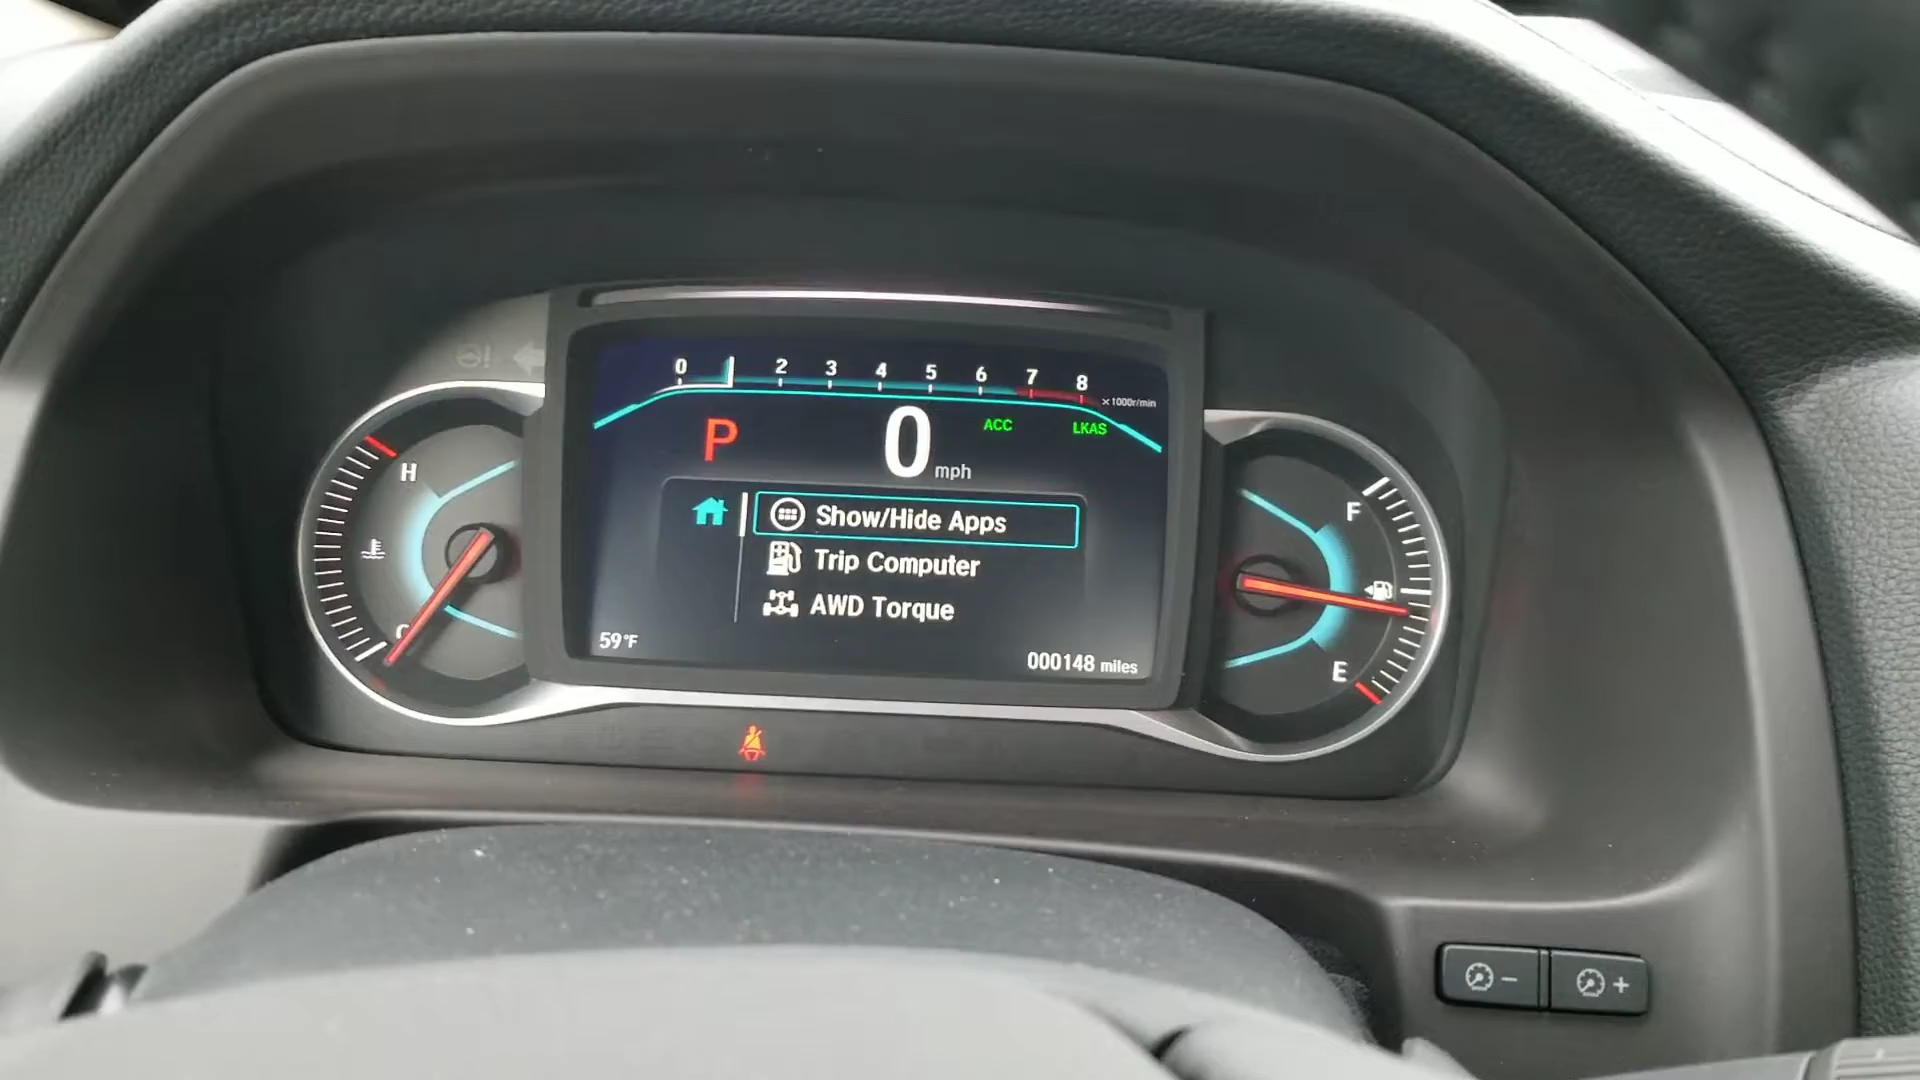 0 2 3 4 5 6 7 8
×1000r/min
P 0 mph ACC LKAS
H
F
Show/Hide Apps
Trip Computer
AWD Torque
C
E
59°F
000148 miles
- +